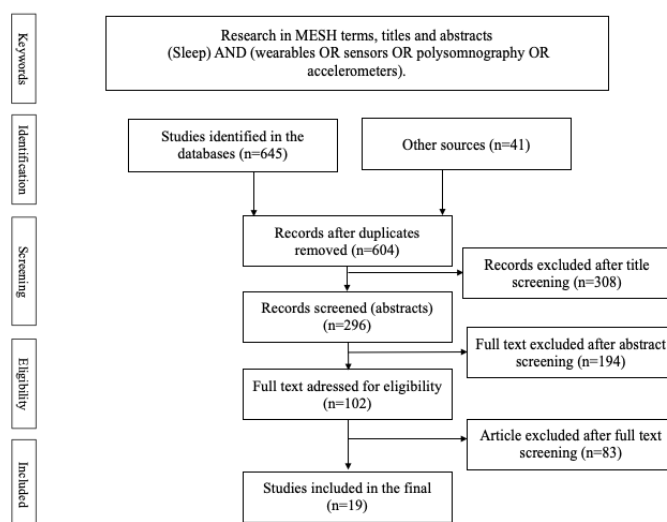 Keywords
Research in MESH terms, titles and abstracts
(Sleep) AND (wearables OR sensors OR polysomnography OR
accelerometers).
Identification
Studies identified in the
databases (n=645)
Other sources (n=41)
Screening
Records after duplicates
removed (n=604)
Records excluded after title
screening (n=308)
Records screened (abstracts)
(n=296)
Eligibility
Full text excluded after abstract
screening (n=194)
Full text adressed for eligibility
(n=102)
Included
Article excluded after full text
screening (n=83)
Studies included in the final
(n=19)